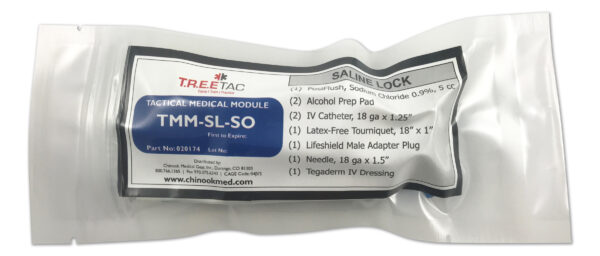 T.R.E.E.TAC
TACTICAL MEDICAL MODULE
TMM-SL-SO
First to Expire:
Part No: 020174 Lot No:
Distributed by:
Chinook Medical Gear, Inc. Durango, CO 81303
www.chinookmed.com
SALINE LOCK
(1) PosiFlush, Sodium Chloride 0.9%, 5 cc
(2) Alcohol Prep Pad
(2) IV Catheter, 18 ga x 1.25"
(1) Latex-Free Tourniquet, 18" x 1"
(1) Lifeshield Male Adapter Plug
(1) Needle, 18 ga x 1.5"
(1) Tegaderm IV Dressing